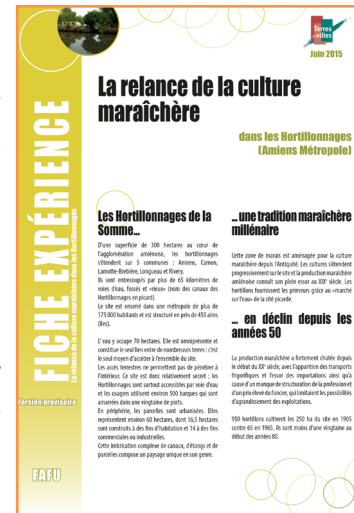 Terres
en villes
Juin 2015
La relance de la culture
maraîchère
dans les Hortillonnages
(Amiens Métropole)
FICHE EXPÉRIENCE
La relance de la culture maraîchère dans les Hortillonnages
Version provisoire
FAFU
Les Hortillonnages de la
Somme...
D'une superficie de 300 hectares au cœur de
l'agglomération amiénoise, les hortillonnages
s'étendent sur 5 communes : Amiens, Camon,
Lamotte-Brebière, Longueau et Rivery.
Ils sont entrecoupés par plus de 65 kilomètres de
voies d'eau, fossés et «rieux» (nom des canaux des
Hortillonnages en picard).
Le site est enserré dans une métropole de plus de
175 000 habitants et est structuré en près de 450 aires
(îles).
L'eau y occupe 70 hectares. Elle est omniprésente et
constitue le seul lien entre de nombreuses terres : c'est
le seul moyen d'accéder à l'ensemble du site.
Les accès terrestres ne permettent pas de pénétrer à
l'intérieur. Ce site est donc relativement secret ; les
Hortillonnages sont surtout accessibles par voie d'eau
et les usagers utilisent environ 500 barques qui sont
amarrées dans une vingtaine de ports.
En périphérie, les parcelles sont urbanisées. Elles
représentent environ 60 hectares, dont 16,5 hectares
sont construits à des fins d'habitation et 14 à des fins
commerciales ou industrielles.
Cette imbrication complexe de canaux, d'étangs et de
parcelles compose un paysage unique en son genre.
... une tradition maraîchère
millénaire
Cette zone de marais est aménagée pour la culture
maraîchère depuis l'Antiquité. Les cultures s'étendent
progressivement sur le site et la production maraîchère
amiénoise connaît son plein essor au XIXᵉ siècle. Les
hortillons fournissent les primeurs grâce au «marché
sur l'eau» de la cité picarde.
... en déclin depuis les
années 50
La production maraîchère a fortement chuté depuis
le début du XXᵉ siècle, avec l'apparition des transports
frigorifiques et l'essor des importations ainsi qu'à
cause d'un manque de structuration de la profession et
d'un prix élevé du foncier, qui limitaient les possibilités
d'agrandissement des exploitations.
950 hortillons cultivent les 250 ha du site en 1905
contre 65 en 1965. Ils sont moins d'une vingtaine au
début des années 80.